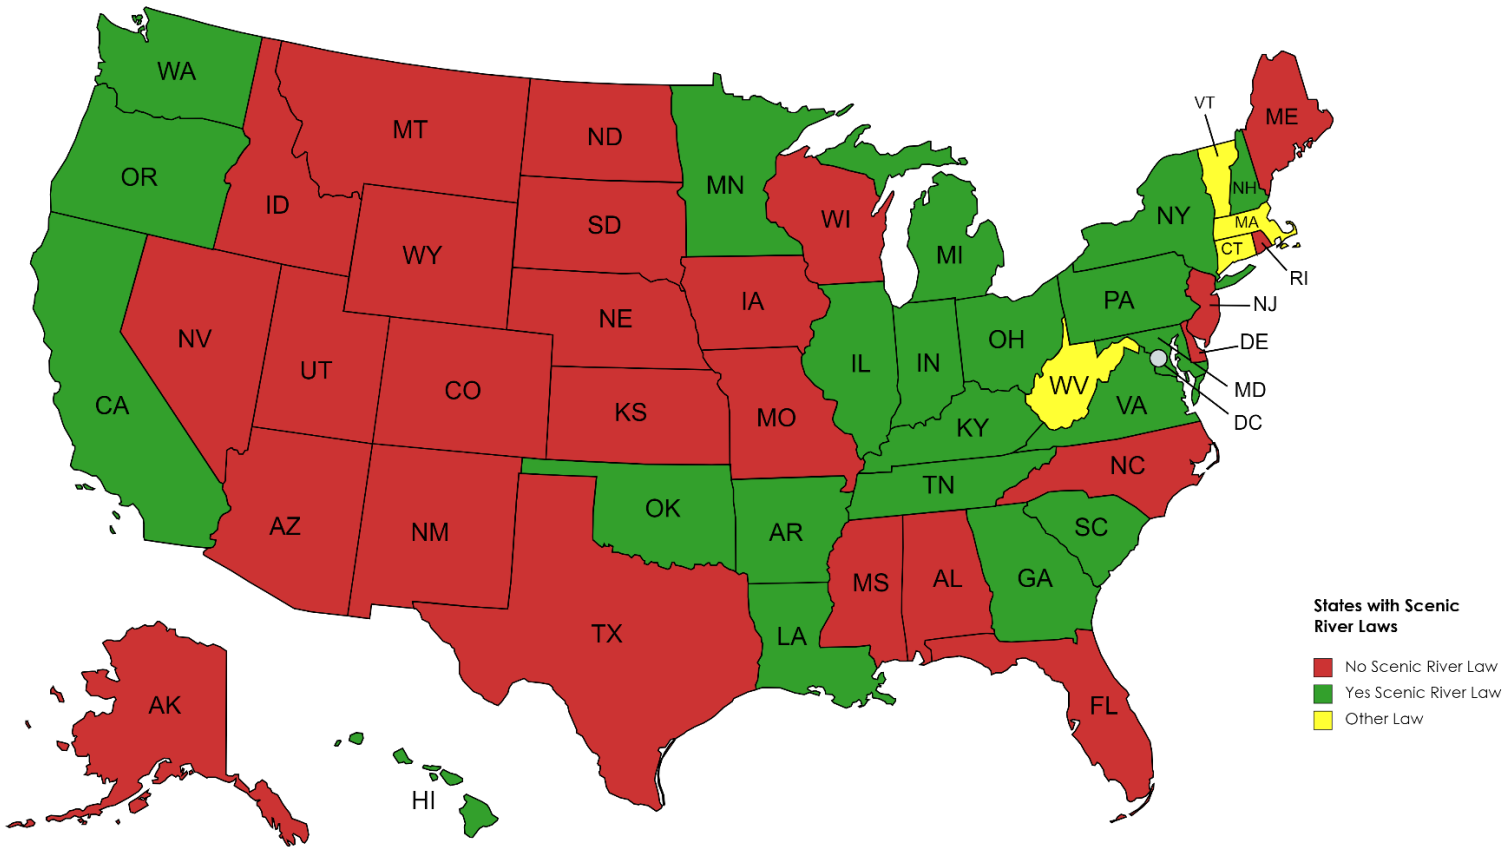 WA
VT
ME
MT
ND
OR
MN
NH
ID
WI
NY
MA
SD
CT
WY
MI
RI
IA
PA
NJ
NE
NV
OH
DE
UT
IL
IN
CO
WV
MD
CA
VA
KS
MO
DC
KY
NC
TN
OK
AZ
NM
AR
SC
MS
AL
GA
States with Scenic
River Laws
TX
LA
No Scenic River Law
Yes Scenic River Law
AK
FL
Other Law
HI